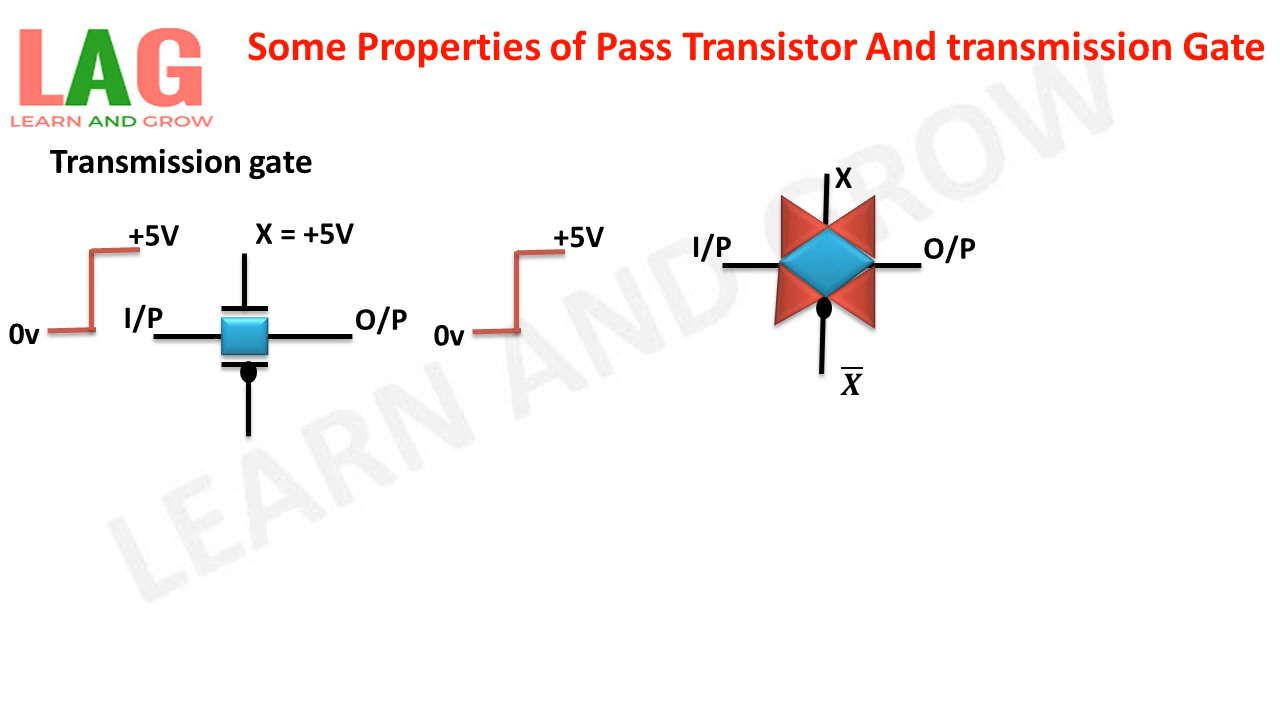 LAG
LEARN AND GROW
Some Properties of Pass Transistor And transmission Gate
Transmission gate
+5V
X = +5V
0v
I/P
O/P
+5V
0v
X
I/P
O/P
X̅
LEARN AND GROW